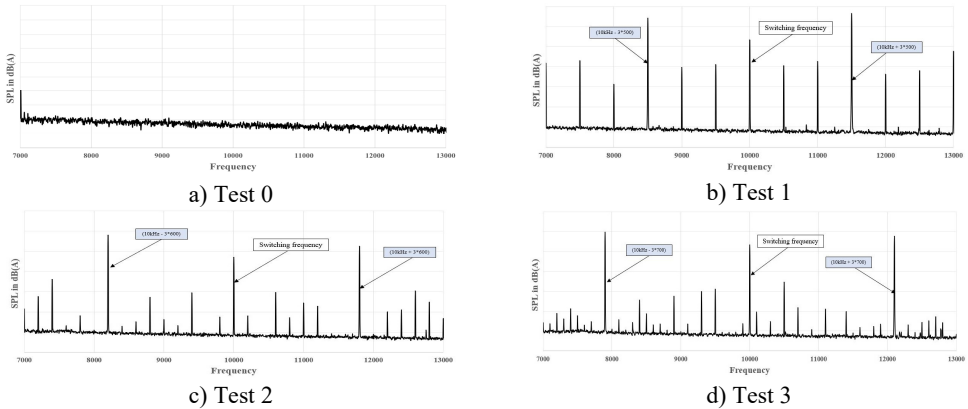 SPL in dB(A)
7000 8000 9000 10000 11000 12000 13000
Frequency
a) Test 0
SPL in dB(A)
(10kHz - 3*500)
Switching frequency
(10kHz + 3*500)
7000 8000 9000 10000 11000 12000 13000
Frequency
b) Test 1
SPL in dB(A)
(10kHz - 3*600)
Switching frequency
(10kHz + 3*600)
7000 8000 9000 10000 11000 12000 13000
Frequency
c) Test 2
SPL in dB(A)
(10kHz - 3*700)
Switching frequency
(10kHz + 3*700)
7000 8000 9000 10000 11000 12000 13000
Frequency
d) Test 3